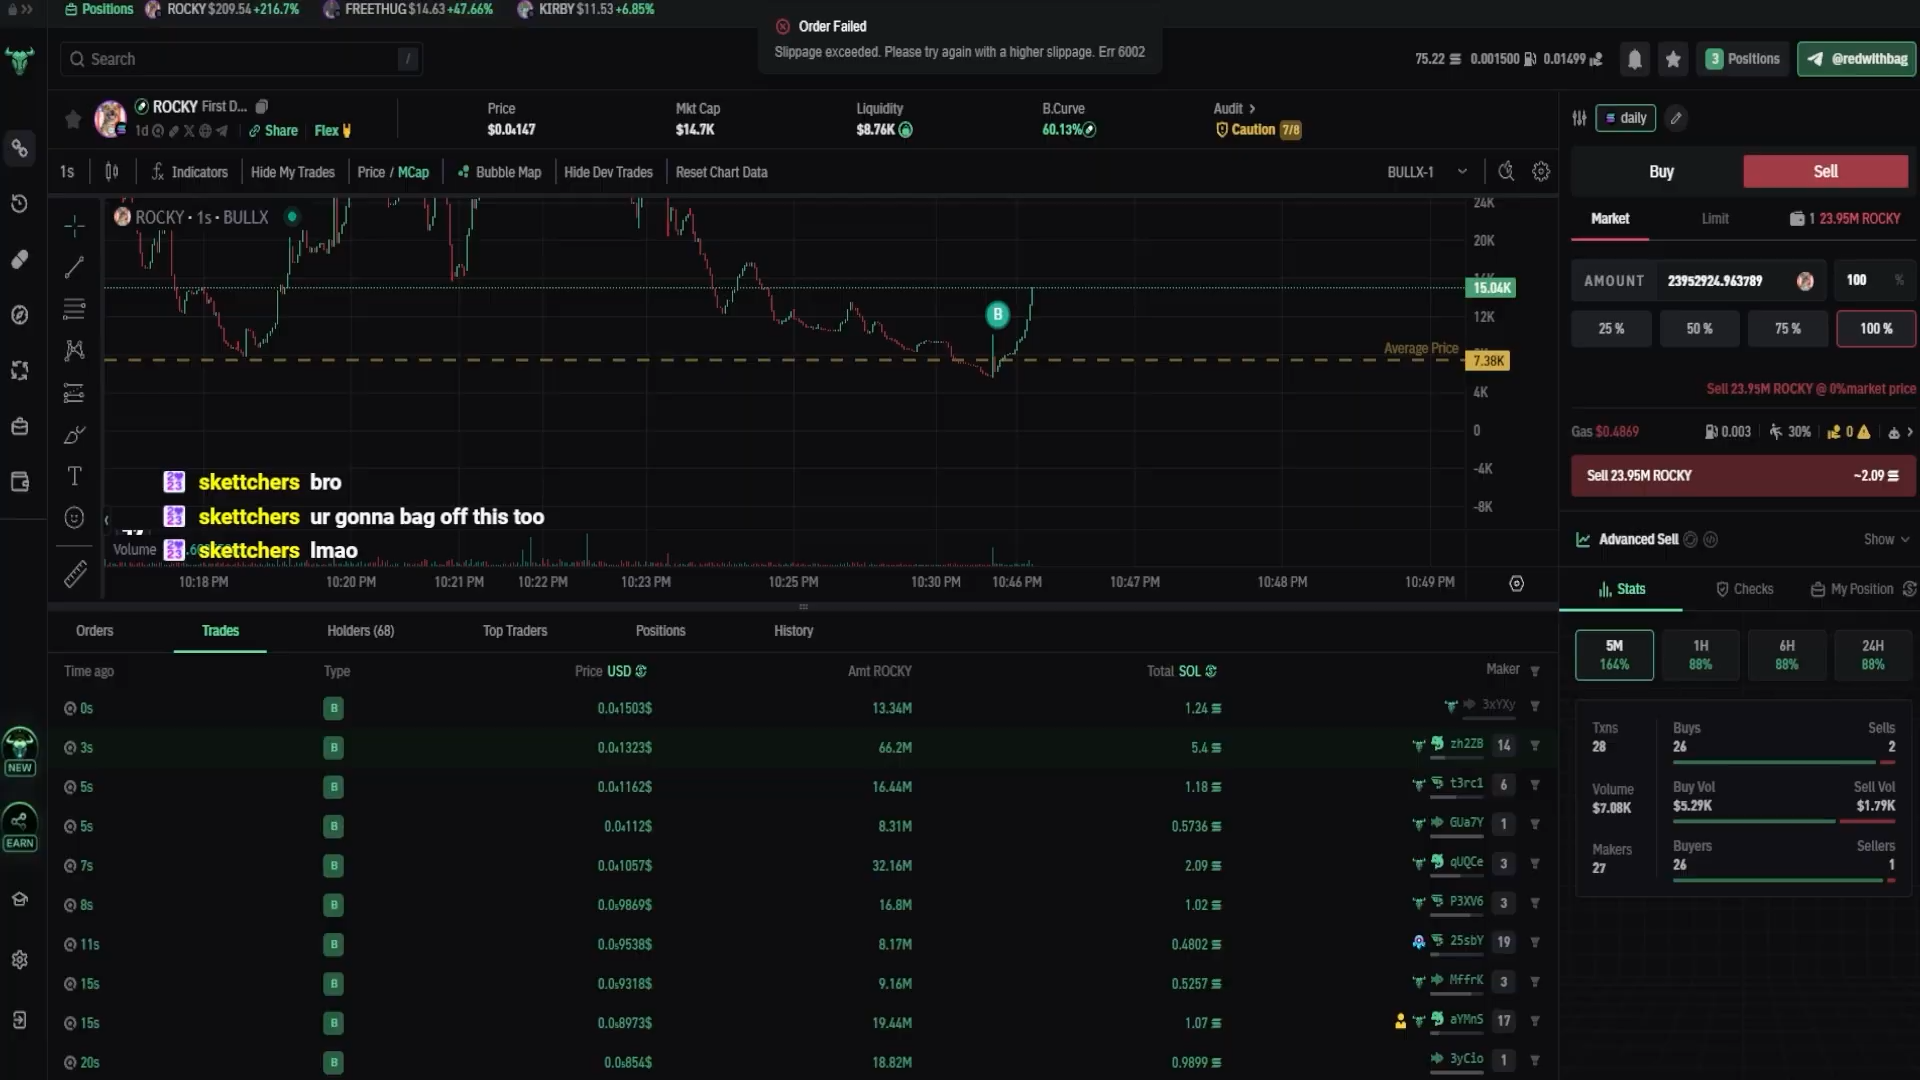 Positions ROCKY $209.54 +216.7% FREETHUG $14.63 +47.66% KIRBY $11.53 +6.85%
Order Failed
Slippage exceeded. Please try again with a higher slippage. Err 6002
Search /
75.22 0.001500 0.01499
3 Positions
@redwithbag
ROCKY First D...
1d Share Flex
Price
$0.0₄147
Mkt Cap
$14.7K
Liquidity
$8.76K
B.Curve
60.13%
Audit
Caution 7/8
daily
1s Indicators Hide My Trades Price / MCap Bubble Map Hide Dev Trades Reset Chart Data BULLX-1
Buy Sell
Market Limit 1 23.95M ROCKY
AMOUNT 23952924.963789 100 %
25 % 50 % 75 % 100 %
Sell 23.95M ROCKY @ 0%market price
Gas $0.4869 0.003 30% 0
Sell 23.95M ROCKY ~2.09
Advanced Sell Show
Stats Checks My Position
5M 1H 6H 24H
164% 88% 88% 88%
Txns Buys Sells
28 26 2
Volume Buy Vol Sell Vol
$7.08K $5.29K $1.79K
Makers Buyers Sellers
27 26 1
ROCKY · 1s · BULLX
24K
20K
15.04K
12K
B
Average Price 7.38K
4K
0
-4K
-8K
skettchers bro
skettchers ur gonna bag off this too
Volume skettchers lmao
10:18 PM 10:20 PM 10:21 PM 10:22 PM 10:23 PM 10:25 PM 10:30 PM 10:46 PM 10:47 PM 10:48 PM 10:49 PM
Orders Trades Holders (68) Top Traders Positions History
Time ago Type Price USD Amt ROCKY Total SOL Maker
0s B 0.0₄1503$ 13.34M 1.24 3xYXy
3s B 0.0₄1323$ 66.2M 5.4 zh2ZB 14
5s B 0.0₄1162$ 16.44M 1.18 t3rc1 6
5s B 0.0₄112$ 8.31M 0.5736 GUa7Y 1
7s B 0.0₄1057$ 32.16M 2.09 qUQCe 3
8s B 0.0₅9869$ 16.8M 1.02 P3XV6 3
11s B 0.0₅9538$ 8.17M 0.4802 25sbY 19
15s B 0.0₅9318$ 9.16M 0.5257 MffrK 3
15s B 0.0₅8973$ 19.44M 1.07 aYMnS 17
20s B 0.0₅854$ 18.82M 0.9899 3yCio 1
NEW
EARN